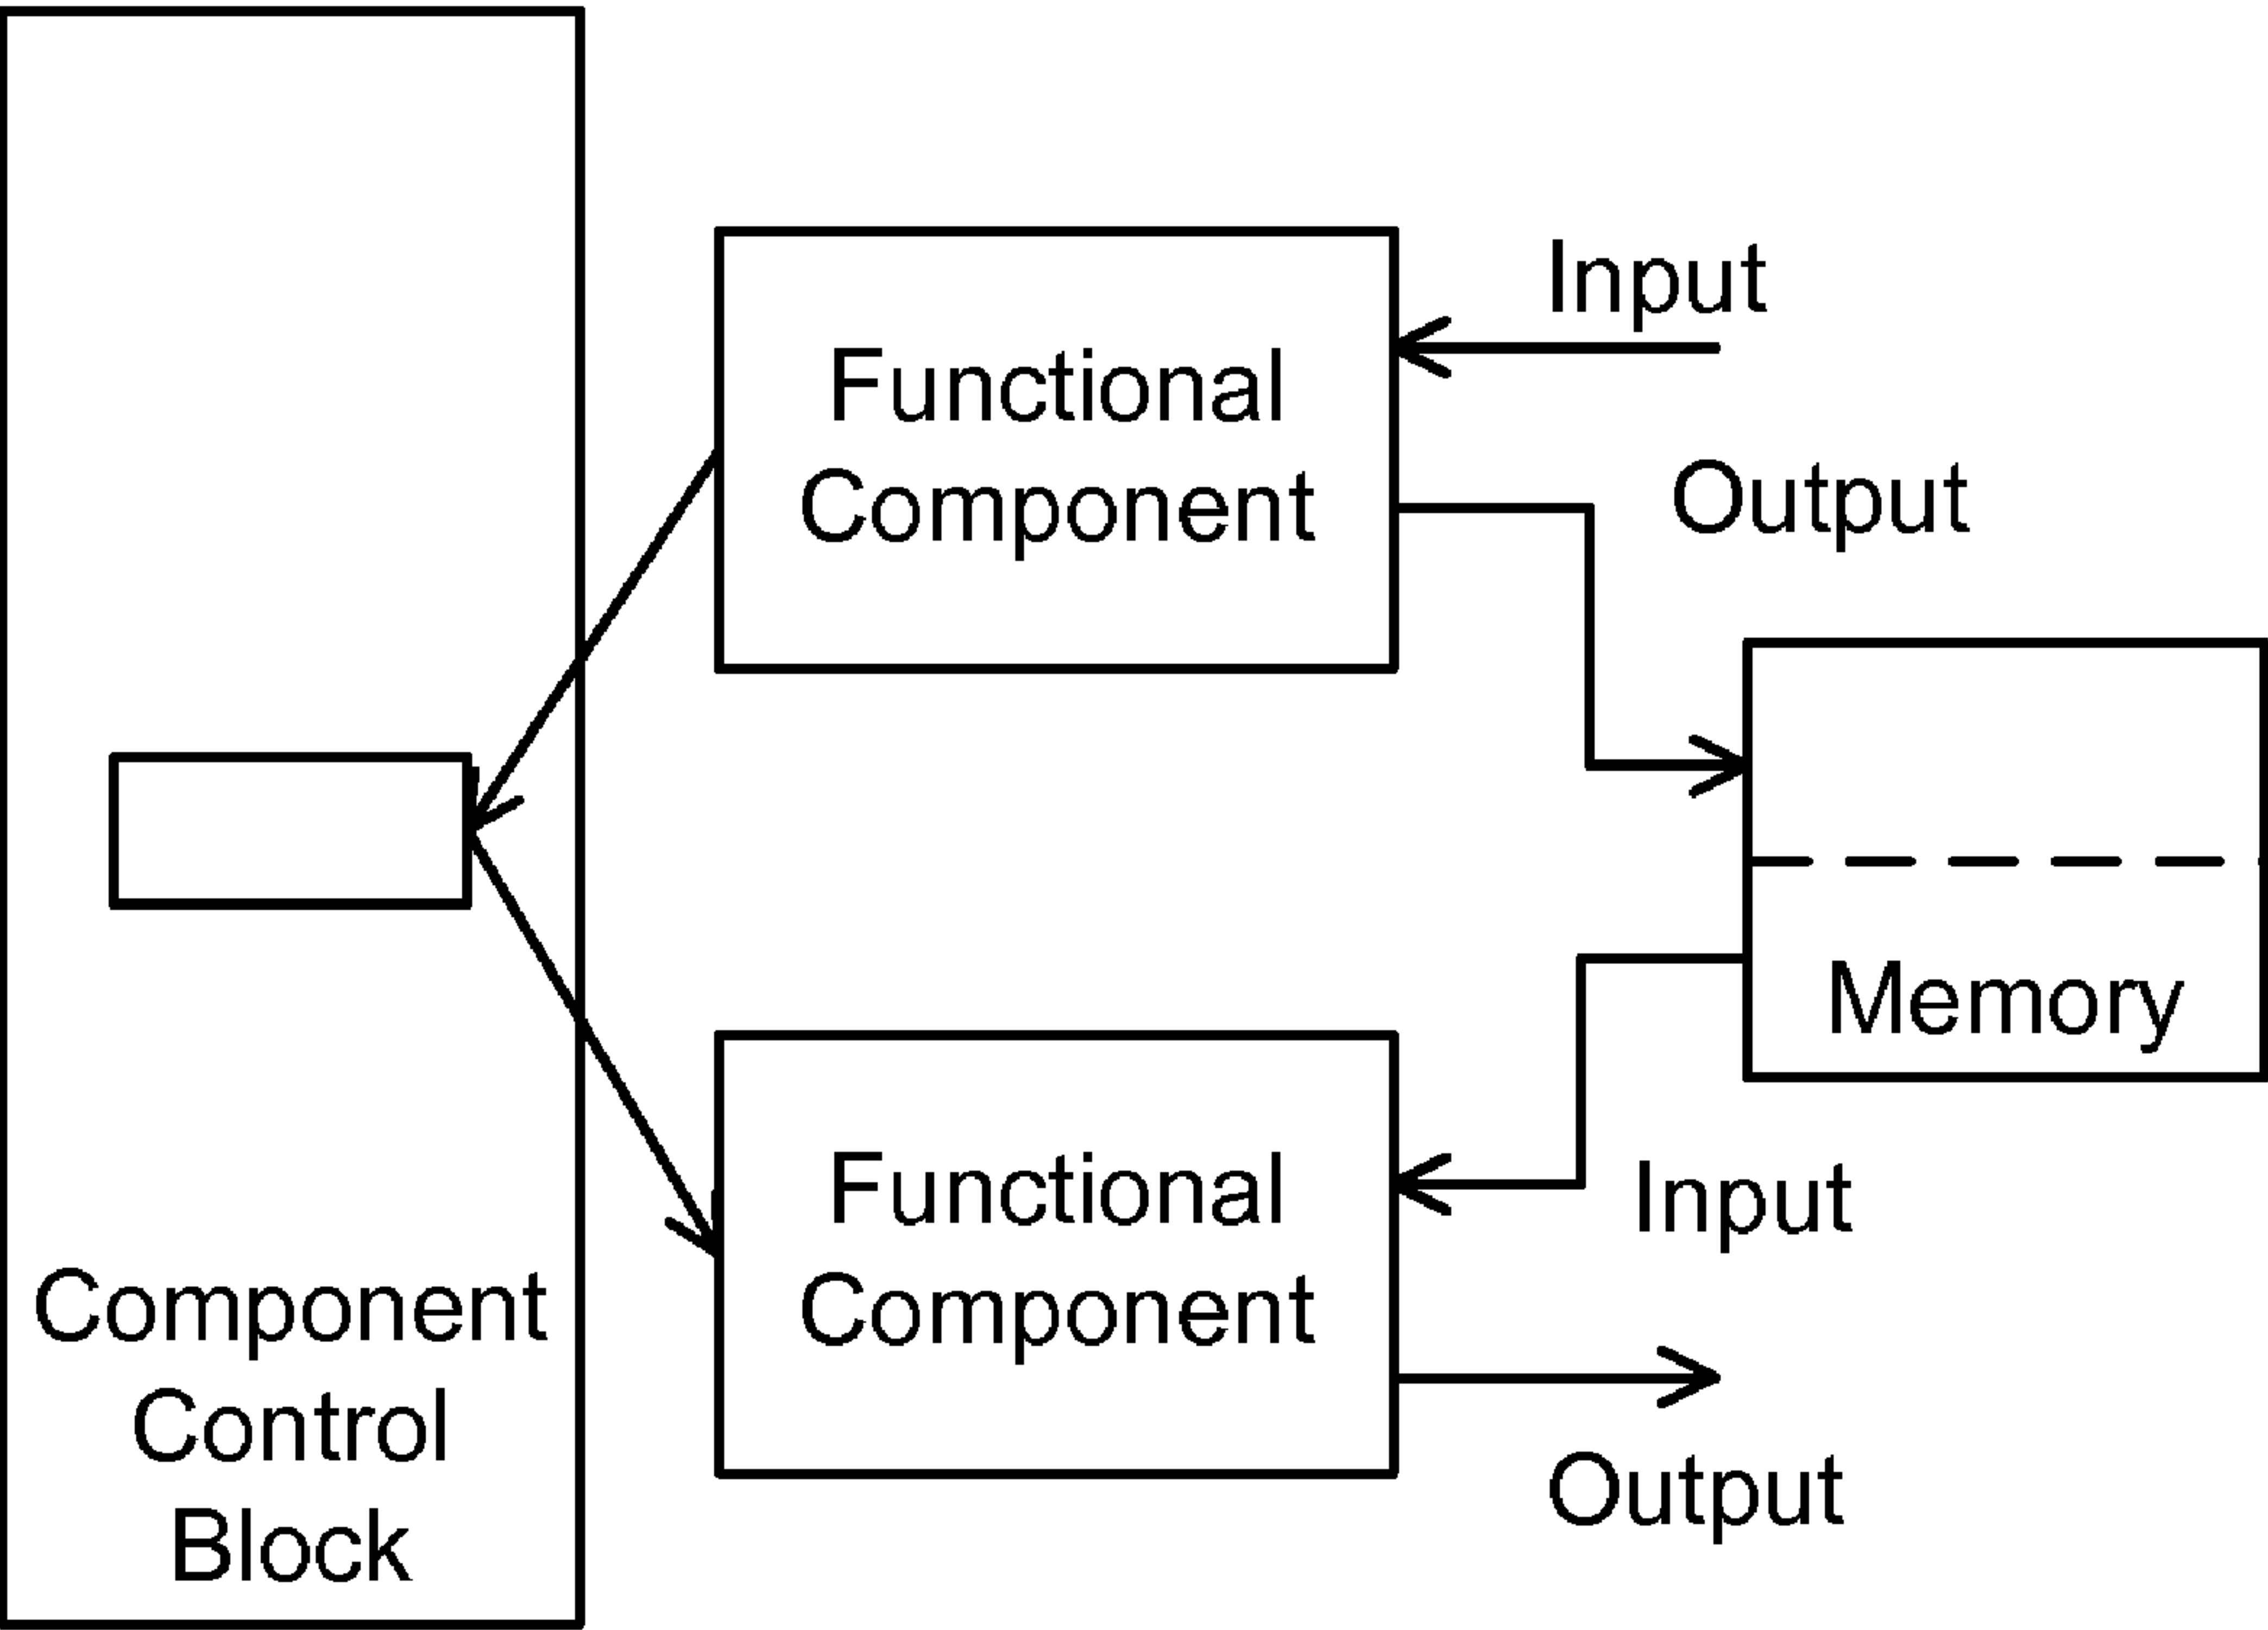 Input
Functional
Component
Output
Memory
Functional
Component
Input
Output
Component
Control
Block